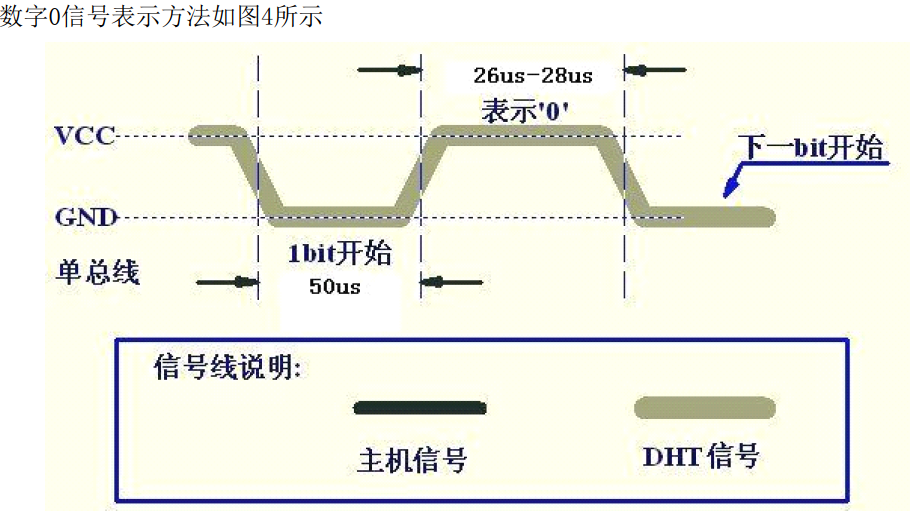 数字0信号表示方法如图4所示
26us-28us
表示'0'
VCC
下一bit开始
GND
1bit开始
单总线
50us
信号线说明:
主机信号
DHT信号